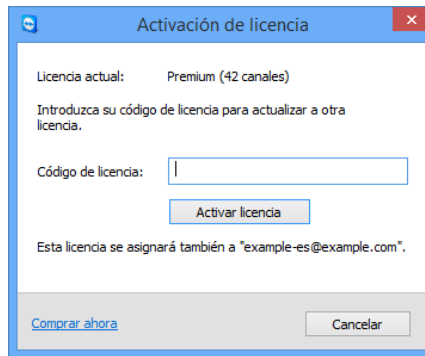 Activación de licencia
Licencia actual: Premium (42 canales)
Introduzca su código de licencia para actualizar a otra
licencia.
Código de licencia:
Activar licencia
Esta licencia se asignará también a "example-es@example.com".
Comprar ahora
Cancelar